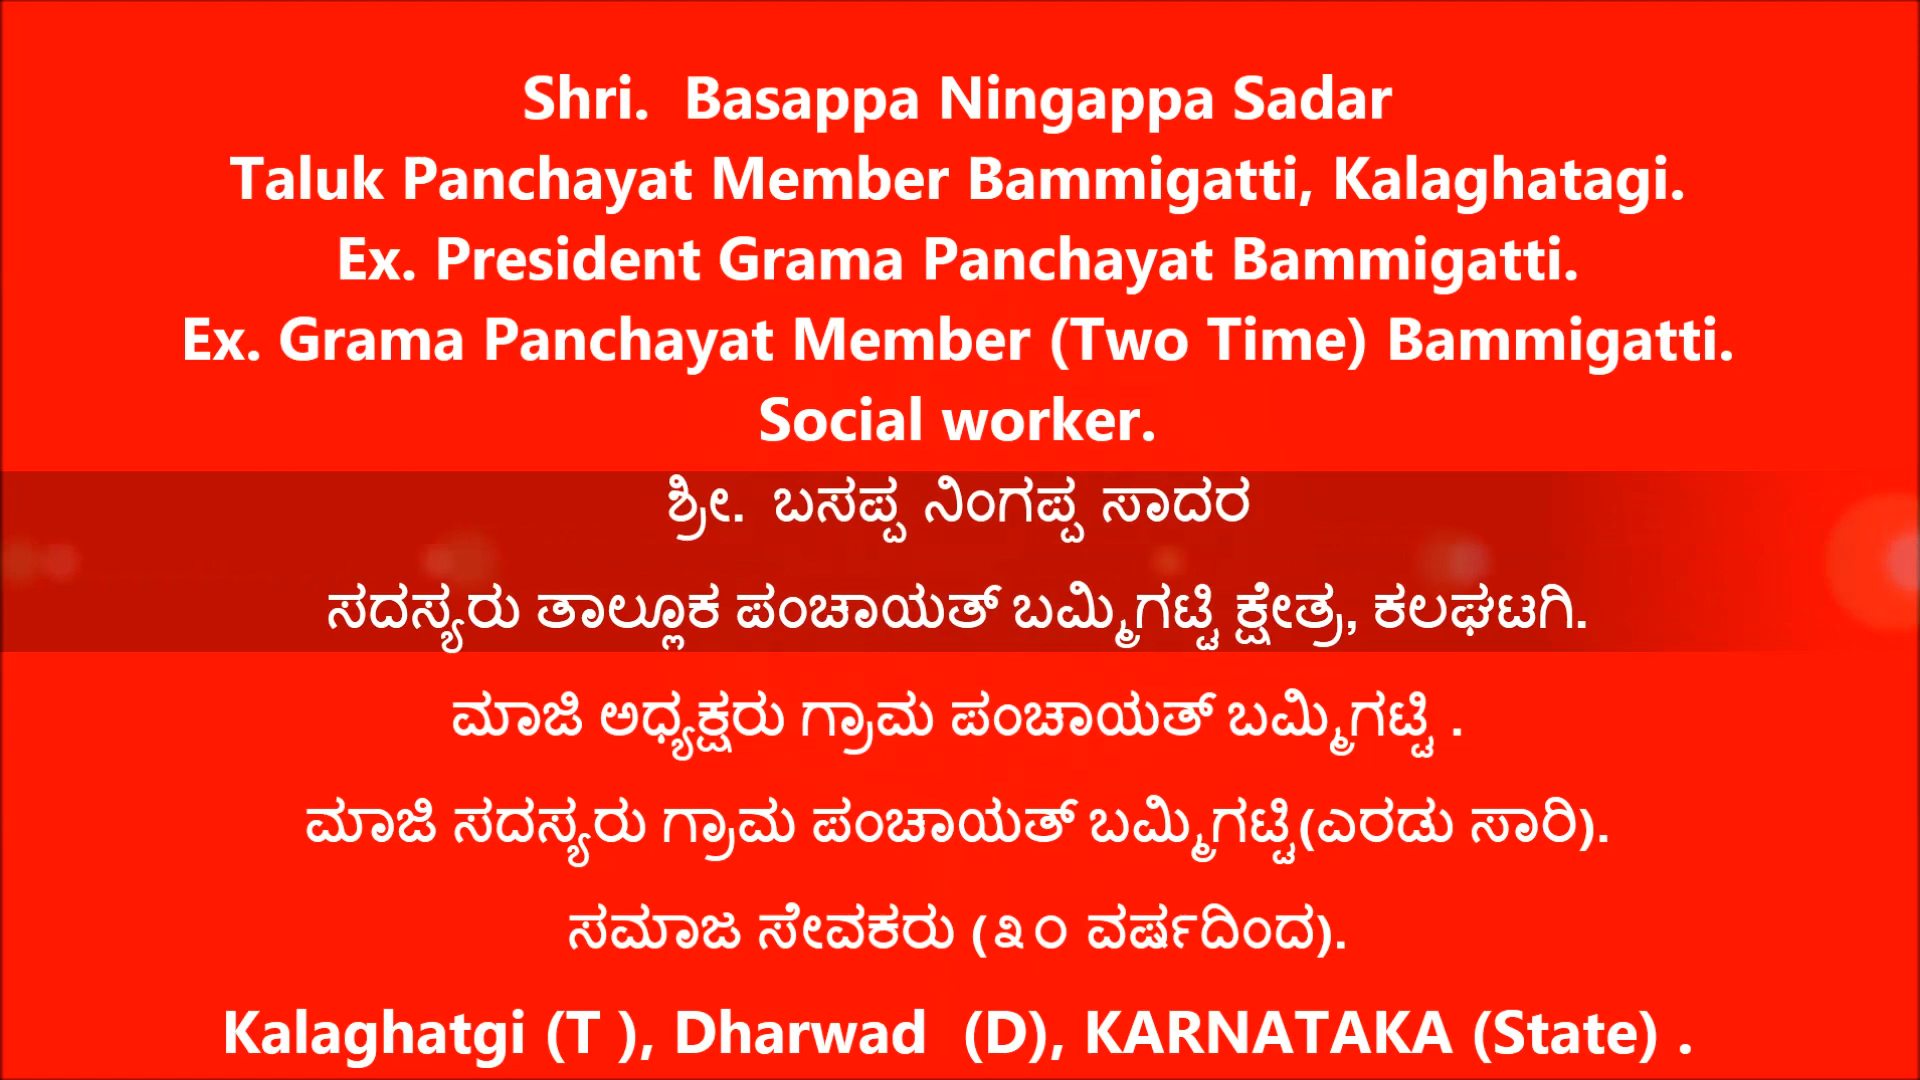 Shri.  Basappa Ningappa Sadar
Taluk Panchayat Member Bammigatti, Kalaghatagi.
Ex. President Grama Panchayat Bammigatti.
Ex. Grama Panchayat Member (Two Time) Bammigatti.
Social worker.
ಶ್ರೀ.  ಬಸಪ್ಪ ನಿಂಗಪ್ಪ ಸಾದರ
ಸದಸ್ಯರು ತಾಲ್ಲೂಕ ಪಂಚಾಯತ್ ಬಮ್ಮಿಗಟ್ಟಿ ಕ್ಷೇತ್ರ, ಕಲಘಟಗಿ.
ಮಾಜಿ ಅಧ್ಯಕ್ಷರು ಗ್ರಾಮ ಪಂಚಾಯತ್ ಬಮ್ಮಿಗಟ್ಟಿ .
ಮಾಜಿ ಸದಸ್ಯರು ಗ್ರಾಮ ಪಂಚಾಯತ್ ಬಮ್ಮಿಗಟ್ಟಿ(ಎರಡು ಸಾರಿ).
ಸಮಾಜ ಸೇವಕರು (೩೦ ವರ್ಷದಿಂದ).
Kalaghatgi (T ), Dharwad  (D), KARNATAKA (State) .